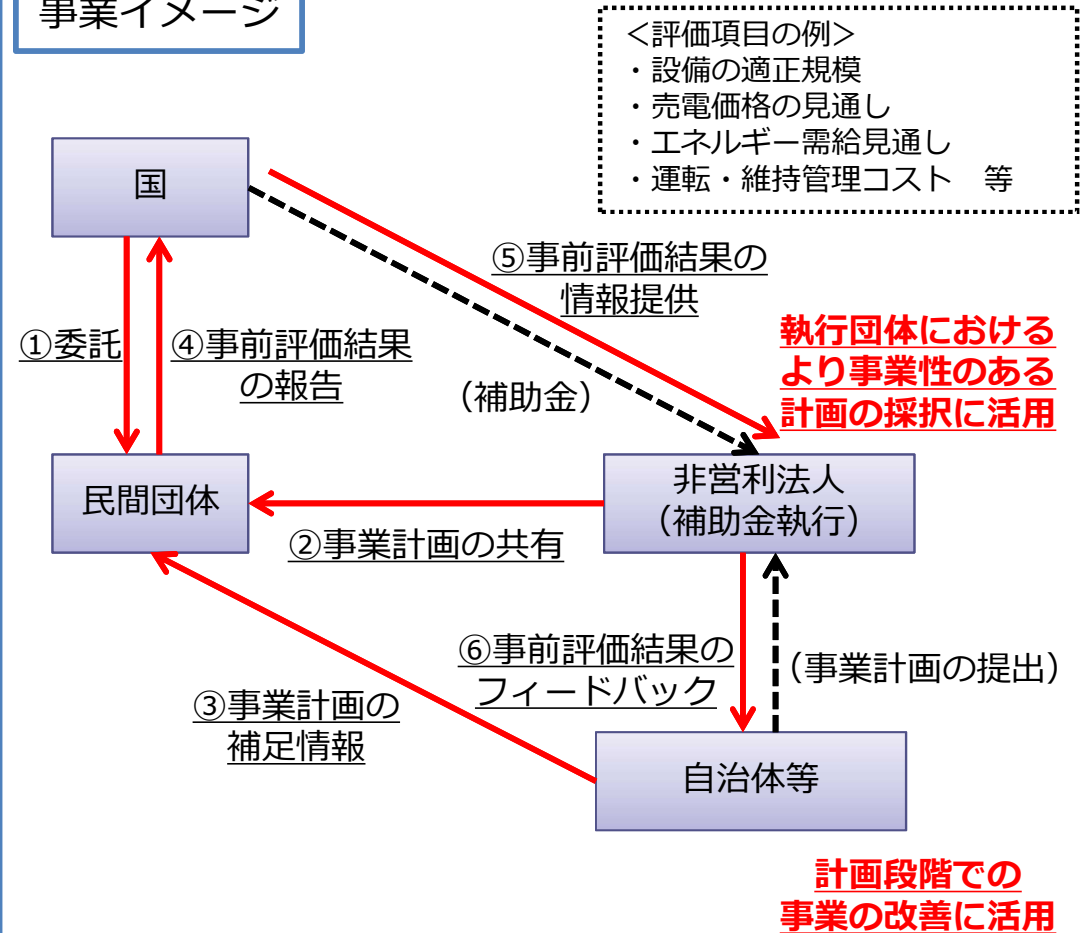 事業イメージ
<評価項目の例>
・設備の適正規模
・売電価格の見通し
・エネルギー需給見通し
・運転・維持管理コスト　等
国
⑤事前評価結果の
情報提供
①委託
④事前評価結果
の報告
(補助金)
執行団体における
より事業性のある
計画の採択に活用
民間団体
非営利法人
(補助金執行)
②事業計画の共有
⑥事前評価結果の
フィードバック
(事業計画の提出)
③事業計画の
補足情報
自治体等
計画段階での
事業の改善に活用